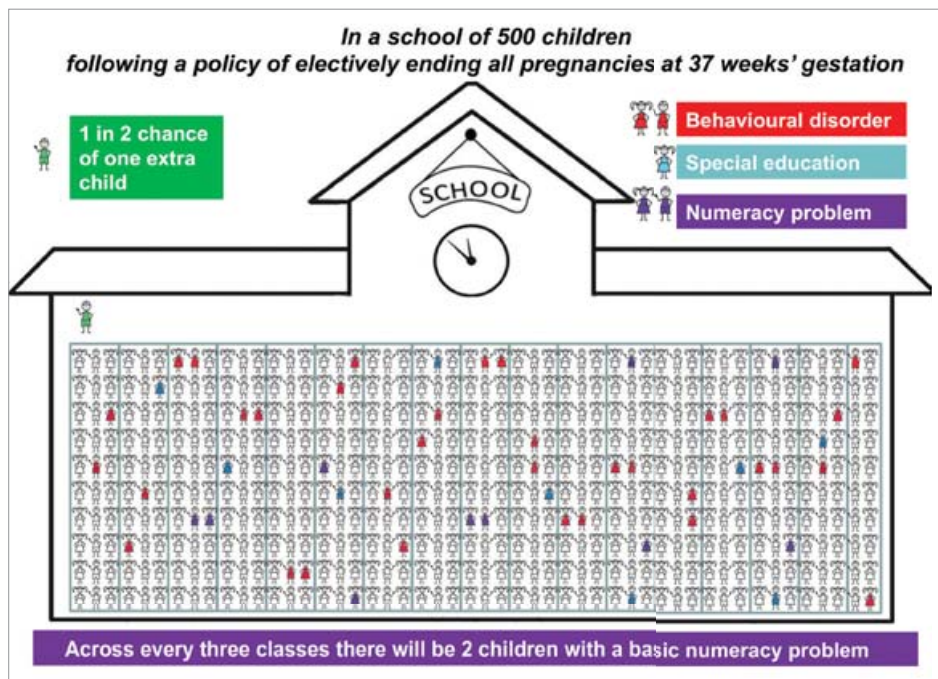 In a school of 500 children
following a policy of electively ending all pregnancies at 37 weeks' gestation
1 in 2 chance
of one extra
child
Behavioural disorder
Special education
Numeracy problem
SCHOOL
Across every three classes there will be 2 children with a basic numeracy problem